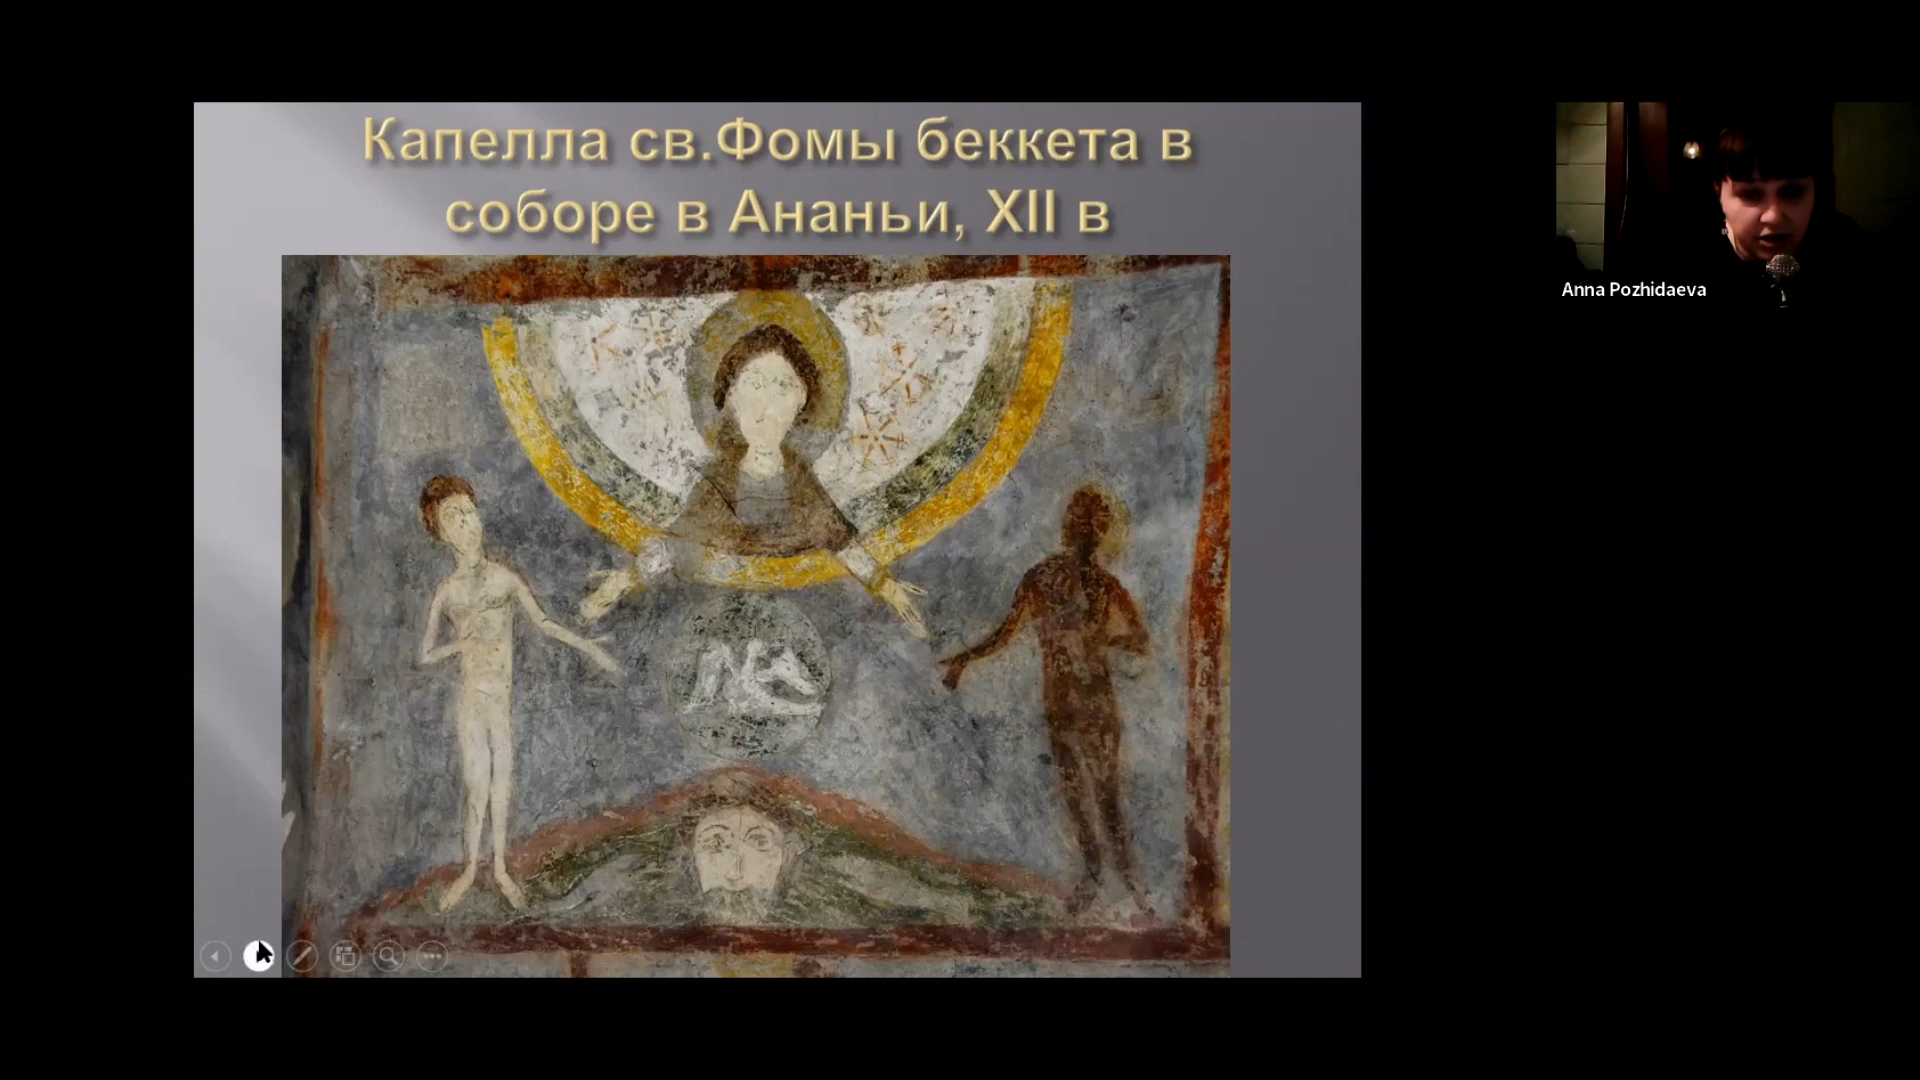 Капелла св.Фомы беккета в
соборе в Ананьи, XII в
Anna Pozhidaeva